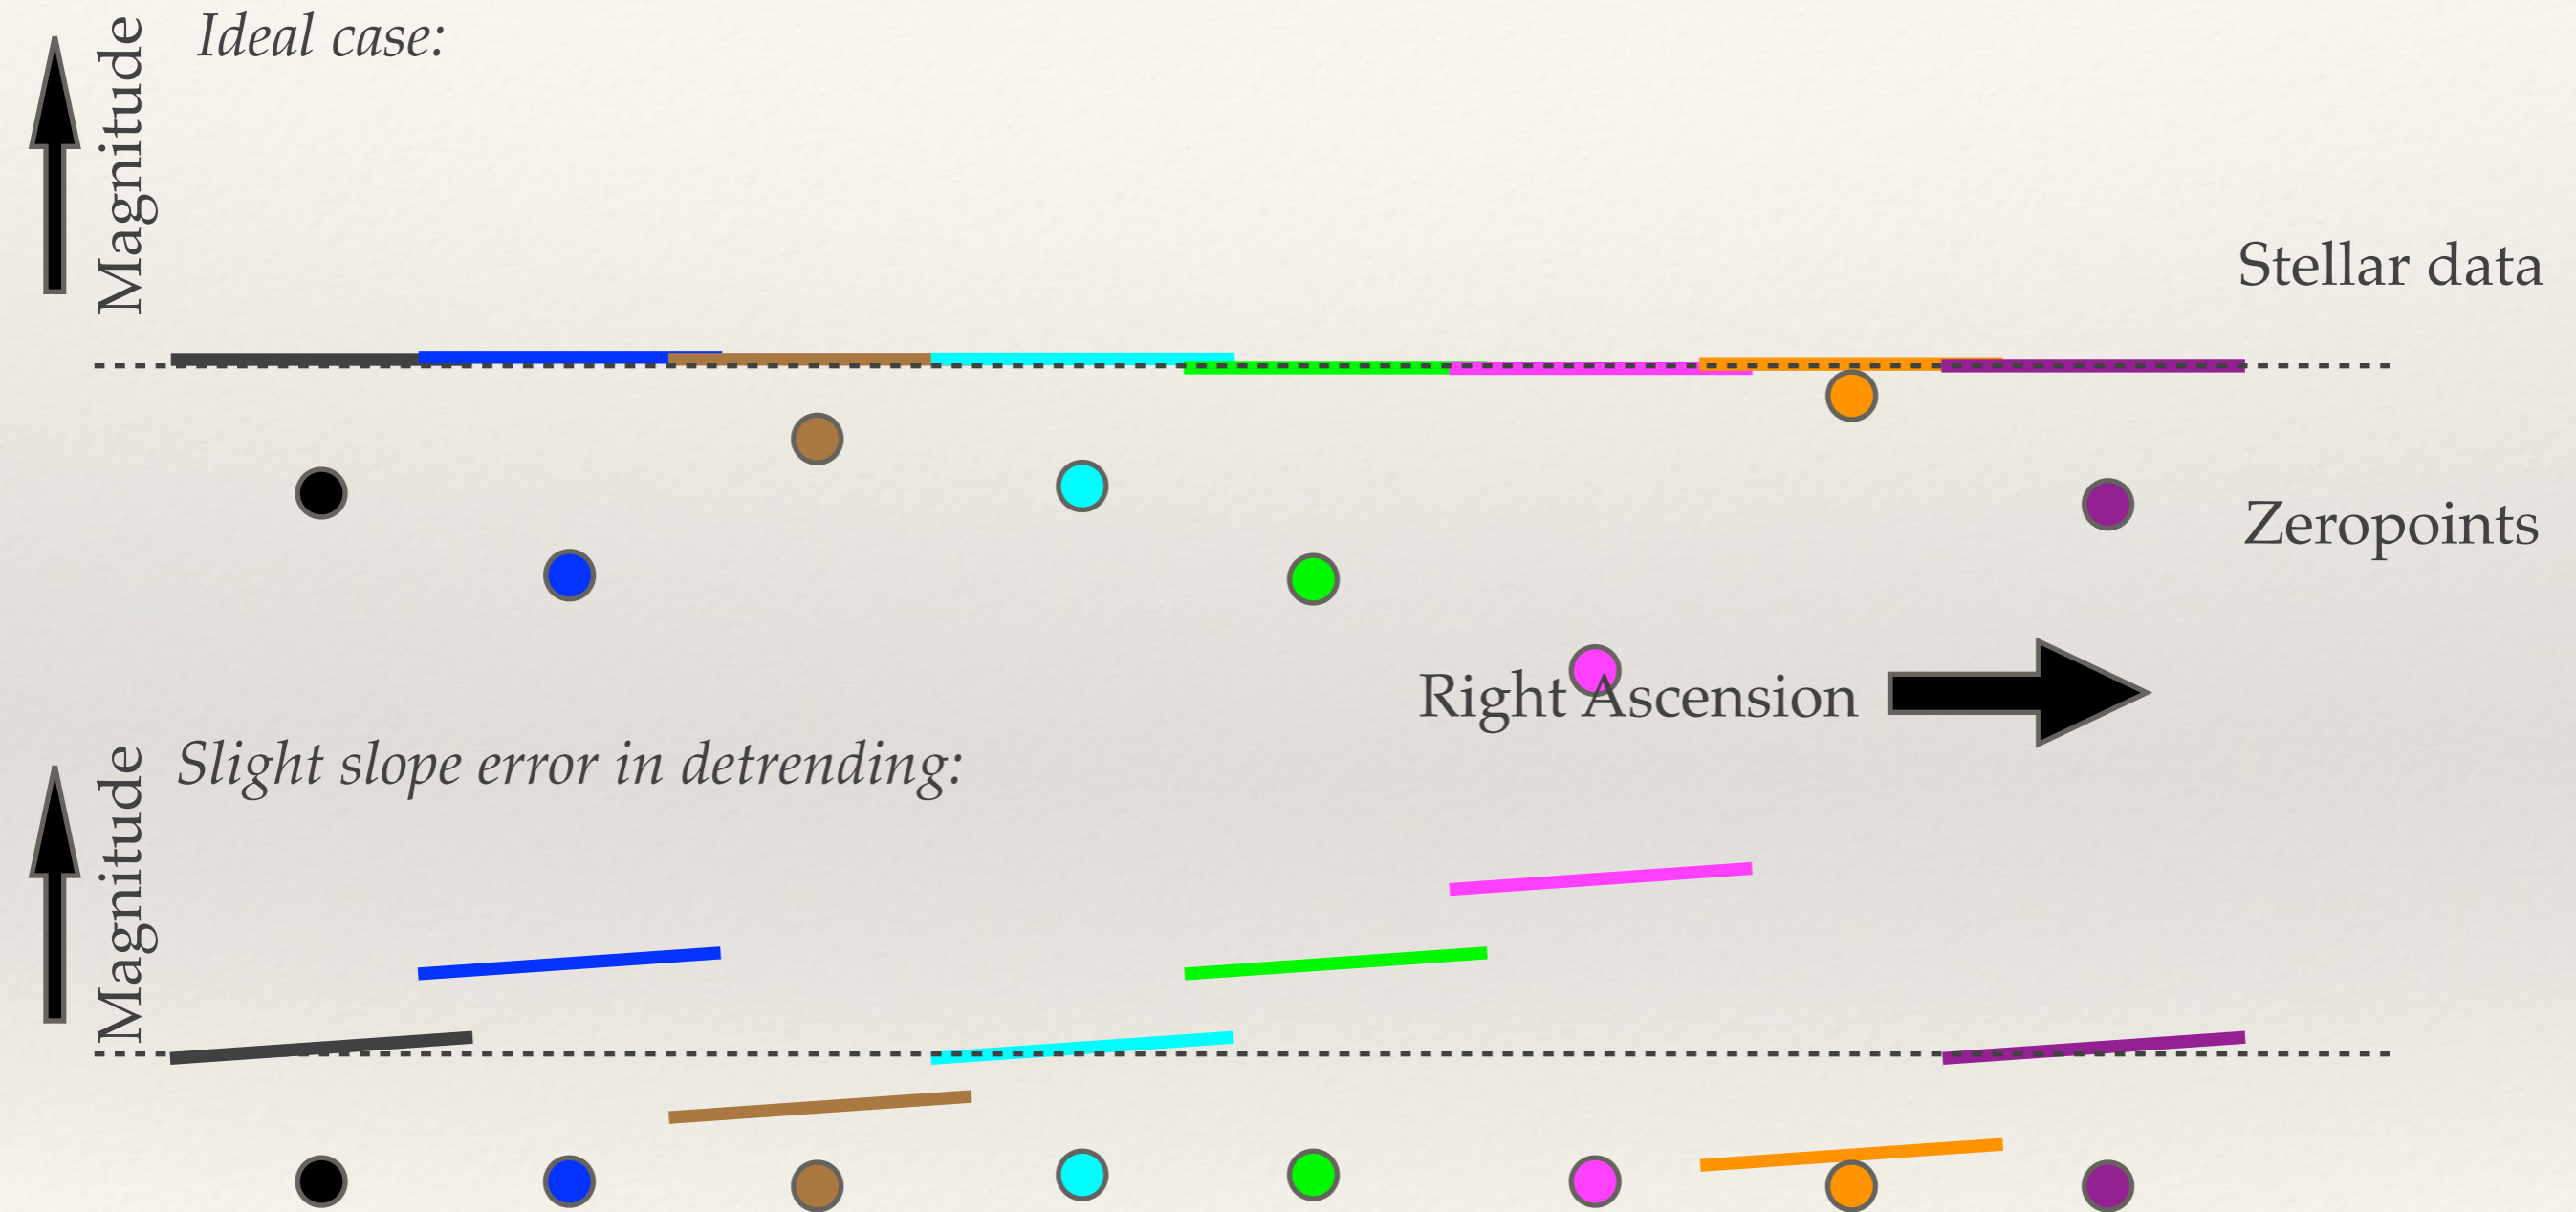 Magnitude
Ideal case:
Stellar data
Zeropoints
Right Ascension
Magnitude
Slight slope error in detrending: